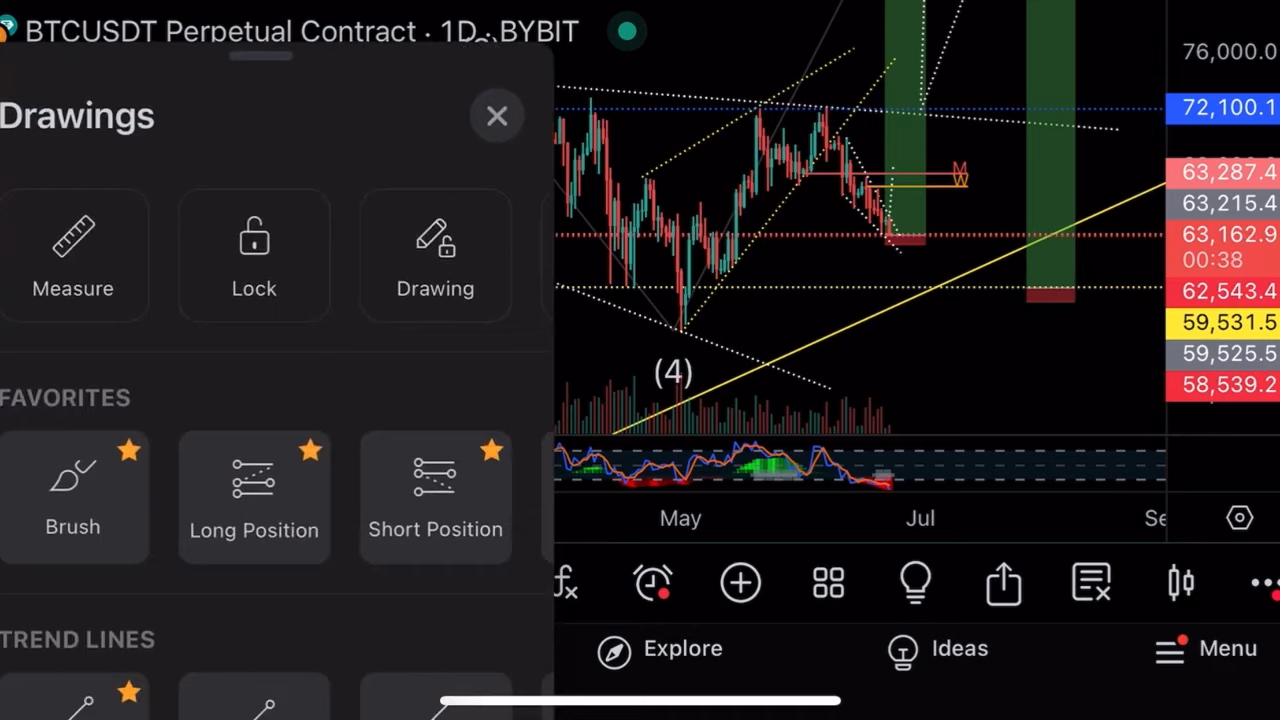 BTCUSDT Perpetual Contract · 1D · BYBIT
Drawings
Measure
Lock
Drawing
FAVORITES
Brush
Long Position
Short Position
TREND LINES
76,000.0
72,100.1
63,287.4
63,215.4
63,162.9
00:38
62,543.4
59,531.5
59,525.5
58,539.2
M
W
(4)
May
Jul
Se
Explore
Ideas
Menu